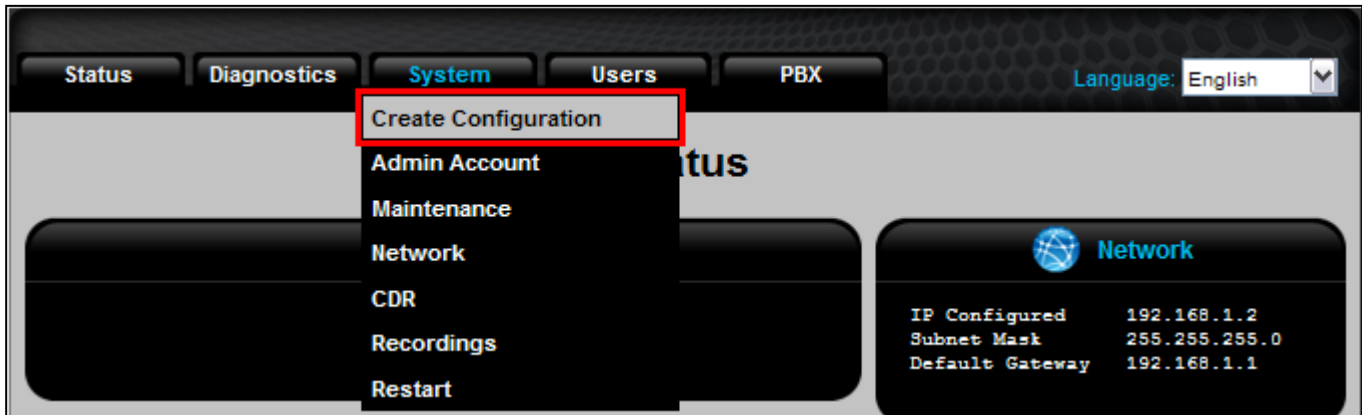 Status Diagnostics System Users PBX Language: English
Create Configuration
Admin Account
tus
Maintenance
Network
Network
CDR
IP Configured 192.168.1.2
Subnet Mask 255.255.255.0
Recordings
Default Gateway 192.168.1.1
Restart